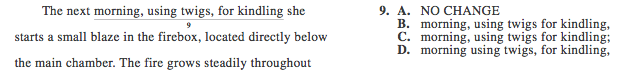 The next morning, using twigs, for kindling she
9
starts a small blaze in the firebox, located directly below
the main chamber. The fire grows steadily throughout
9. A. NO CHANGE
B. morning, using twigs for kindling,
C. morning, using twigs for kindling;
D. morning using twigs, for kindling,